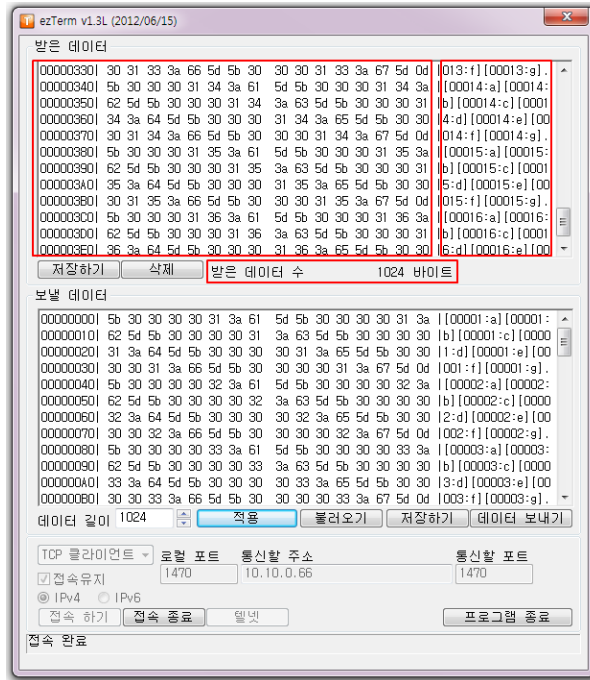 ezTerm v1.3L (2012/06/15)
받은 데이터
00000330| 30 31 33 3a 66 5d 5b 30 30 30 31 33 3a 67 5d 0d |013:f][00013:g].
00000340| 5b 30 30 30 31 34 3a 61 5d 5b 30 30 30 31 34 3a |[00014:a][00014:
00000350| 62 5d 5b 30 30 30 31 34 3a 63 5d 5b 30 30 30 31 |b][00014:c][0001
00000360| 34 3a 64 5d 5b 30 30 30 31 34 3a 65 5d 5b 30 30 |4:d][00014:e][00
00000370| 30 31 34 3a 66 5d 5b 30 30 30 31 34 3a 67 5d 0d |014:f][00014:g].
00000380| 5b 30 30 30 31 35 3a 61 5d 5b 30 30 30 31 35 3a |[00015:a][00015:
00000390| 62 5d 5b 30 30 30 31 35 3a 63 5d 5b 30 30 30 31 |b][00015:c][0001
000003A0| 35 3a 64 5d 5b 30 30 30 31 35 3a 65 5d 5b 30 30 |5:d][00015:e][00
000003B0| 30 31 35 3a 66 5d 5b 30 30 30 31 35 3a 67 5d 0d |015:f][00015:g].
000003C0| 5b 30 30 30 31 36 3a 61 5d 5b 30 30 30 31 36 3a |[00016:a][00016:
000003D0| 62 5d 5b 30 30 30 31 36 3a 63 5d 5b 30 30 30 31 |b][00016:c][0001
000003E0| 36 3a 64 5d 5b 30 30 30 31 36 3a 65 5d 5b 30 30 |6:d][00016:e][00
저장하기 삭제 받은 데이터 수 1024 바이트
보낼 데이터
00000000| 5b 30 30 30 30 31 3a 61 5d 5b 30 30 30 30 31 3a |[00001:a][00001:
00000010| 62 5d 5b 30 30 30 30 31 3a 63 5d 5b 30 30 30 30 |b][00001:c][0000
00000020| 31 3a 64 5d 5b 30 30 30 30 31 3a 65 5d 5b 30 30 |1:d][00001:e][00
00000030| 30 30 31 3a 66 5d 5b 30 30 30 30 31 3a 67 5d 0d |001:f][00001:g].
00000040| 5b 30 30 30 30 32 3a 61 5d 5b 30 30 30 30 32 3a |[00002:a][00002:
00000050| 62 5d 5b 30 30 30 30 32 3a 63 5d 5b 30 30 30 30 |b][00002:c][0000
00000060| 32 3a 64 5d 5b 30 30 30 30 32 3a 65 5d 5b 30 30 |2:d][00002:e][00
00000070| 30 30 32 3a 66 5d 5b 30 30 30 30 32 3a 67 5d 0d |002:f][00002:g].
00000080| 5b 30 30 30 30 33 3a 61 5d 5b 30 30 30 30 33 3a |[00003:a][00003:
00000090| 62 5d 5b 30 30 30 30 33 3a 63 5d 5b 30 30 30 30 |b][00003:c][0000
000000A0| 33 3a 64 5d 5b 30 30 30 30 33 3a 65 5d 5b 30 30 |3:d][00003:e][00
000000B0| 30 30 33 3a 66 5d 5b 30 30 30 30 33 3a 67 5d 0d |003:f][00003:g].
데이터 길이 1024 적용 불러오기 저장하기 데이터 보내기
TCP 클라이언트 로컬 포트 통신할 주소 통신할 포트
접속유지 1470 10.10.0.66 1470
IPv4 IPv6
접속 하기 접속 종료 텔넷 프로그램 종료
접속 완료